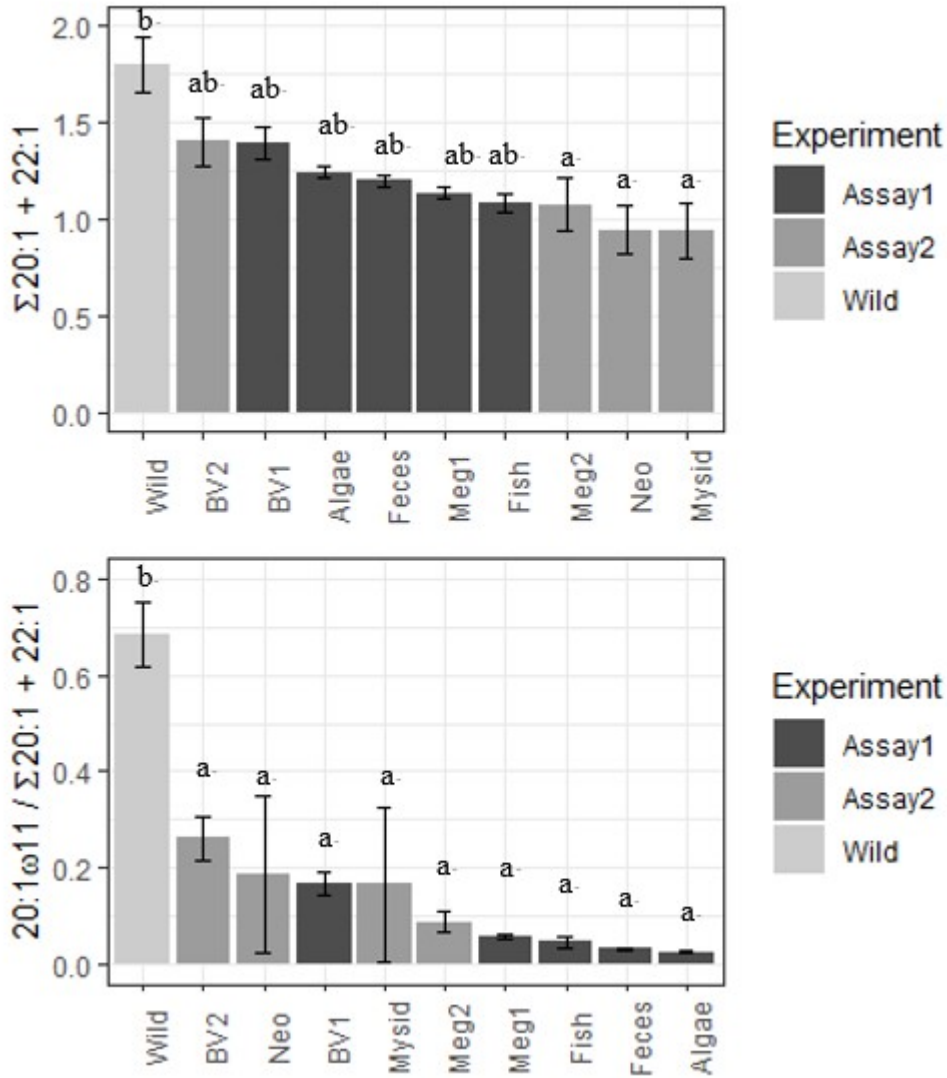 Σ20:1 + 22:1
2.0
1.5
1.0
0.5
0.0
b-
ab-
ab-
ab-
ab-
ab-
ab-
a-
a-
a-
Wild
BV2
BV1
Algae
Feces
Meg1
Fish
Meg2
Neo
Mysid
Experiment
Assay1
Assay2
Wild
20:1ω11 / Σ20:1 + 22:1
0.8
0.6
0.4
0.2
0.0
b-
a-
a-
a-
a-
a-
a-
a-
a-
a-
Wild
BV2
Neo
BV1
Mysid
Meg2
Meg1
Fish
Feces
Algae
Experiment
Assay1
Assay2
Wild